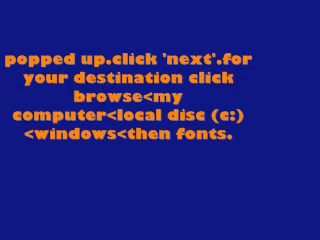 popped up.click 'next'.for
your destination click
browse<my
computer<local disc (c:)
<windows<then fonts.